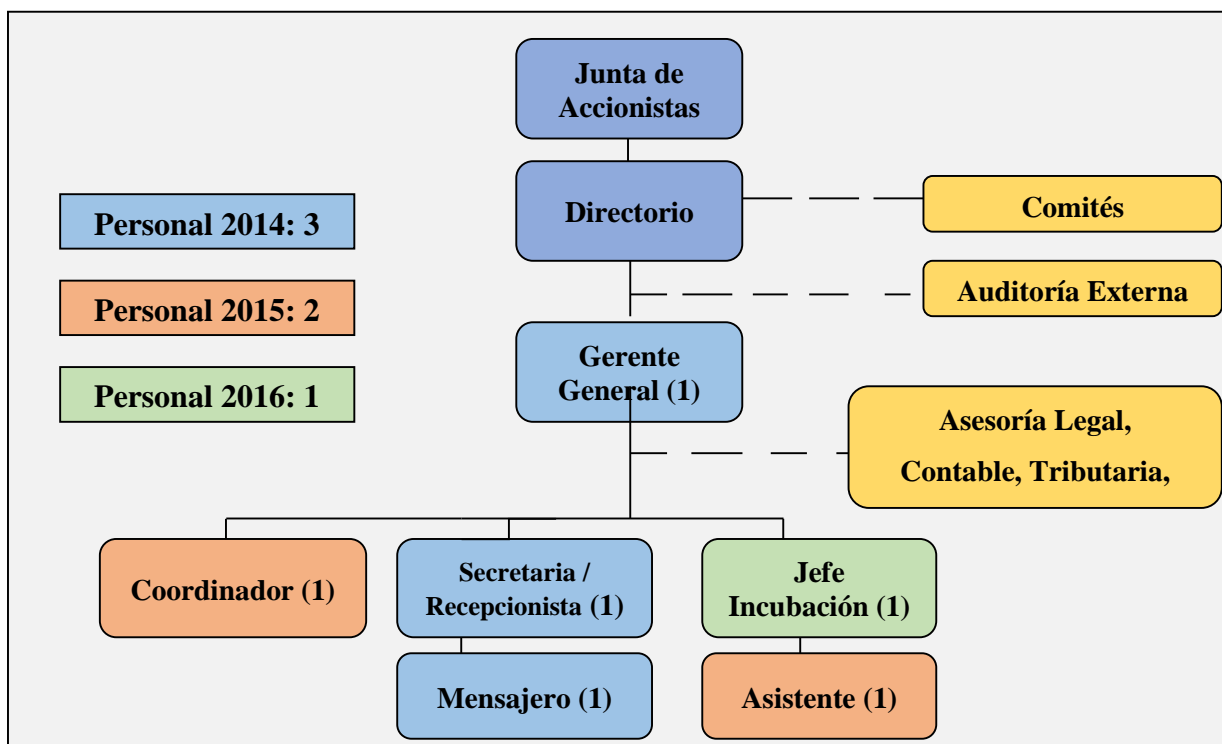 Junta de
Accionistas
Directorio
Comités
Personal 2014: 3
Auditoría Externa
Personal 2015: 2
Gerente
General (1)
Personal 2016: 1
Asesoría Legal,
Contable, Tributaria,
Coordinador (1)
Secretaria /
Recepcionista (1)
Jefe
Incubación (1)
Mensajero (1)
Asistente (1)